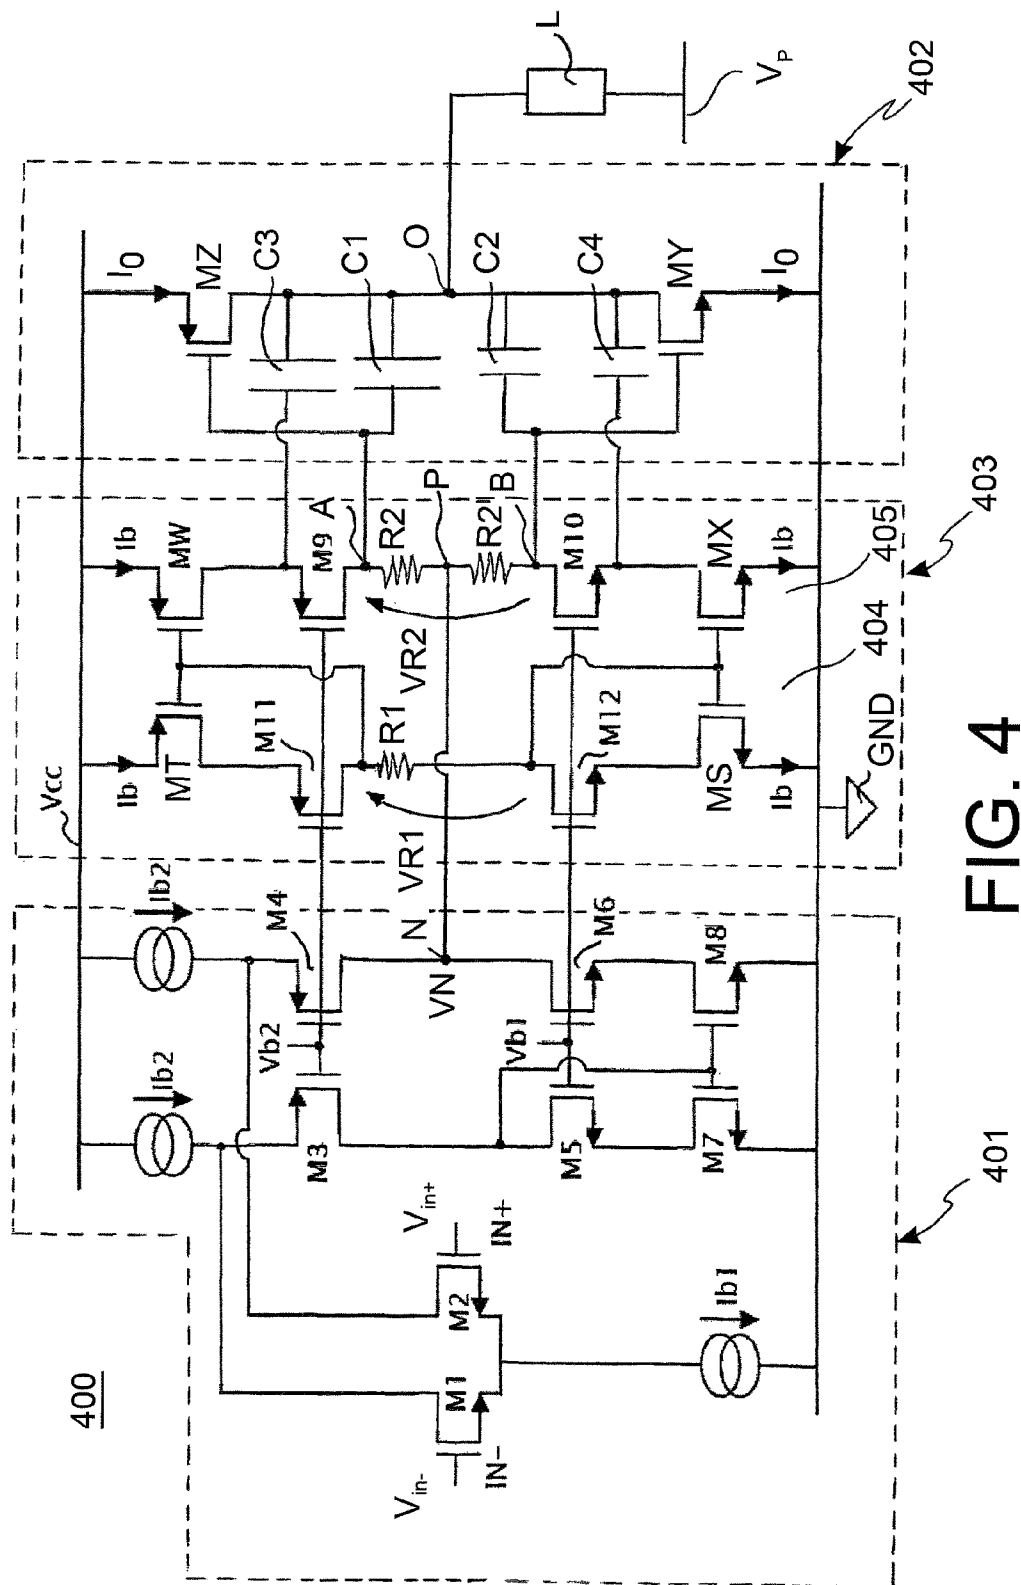 400
Vcc
Ib2
Ib2
Ib
Ib
I0
MT
MW
MZ
M3
Vb2
M4
M11
M9
A
C3
C1
O
L
VP
Vin-
IN-
M1
M2
Vin+
IN+
VN
N
VR1
R1
VR2
R2
P
R2'
B
C2
C4
M5
Vb1
M6
M12
M10
M7
M8
MS
MX
MY
Ib1
Ib
Ib
I0
GND
404
405
401
403
402
FIG. 4